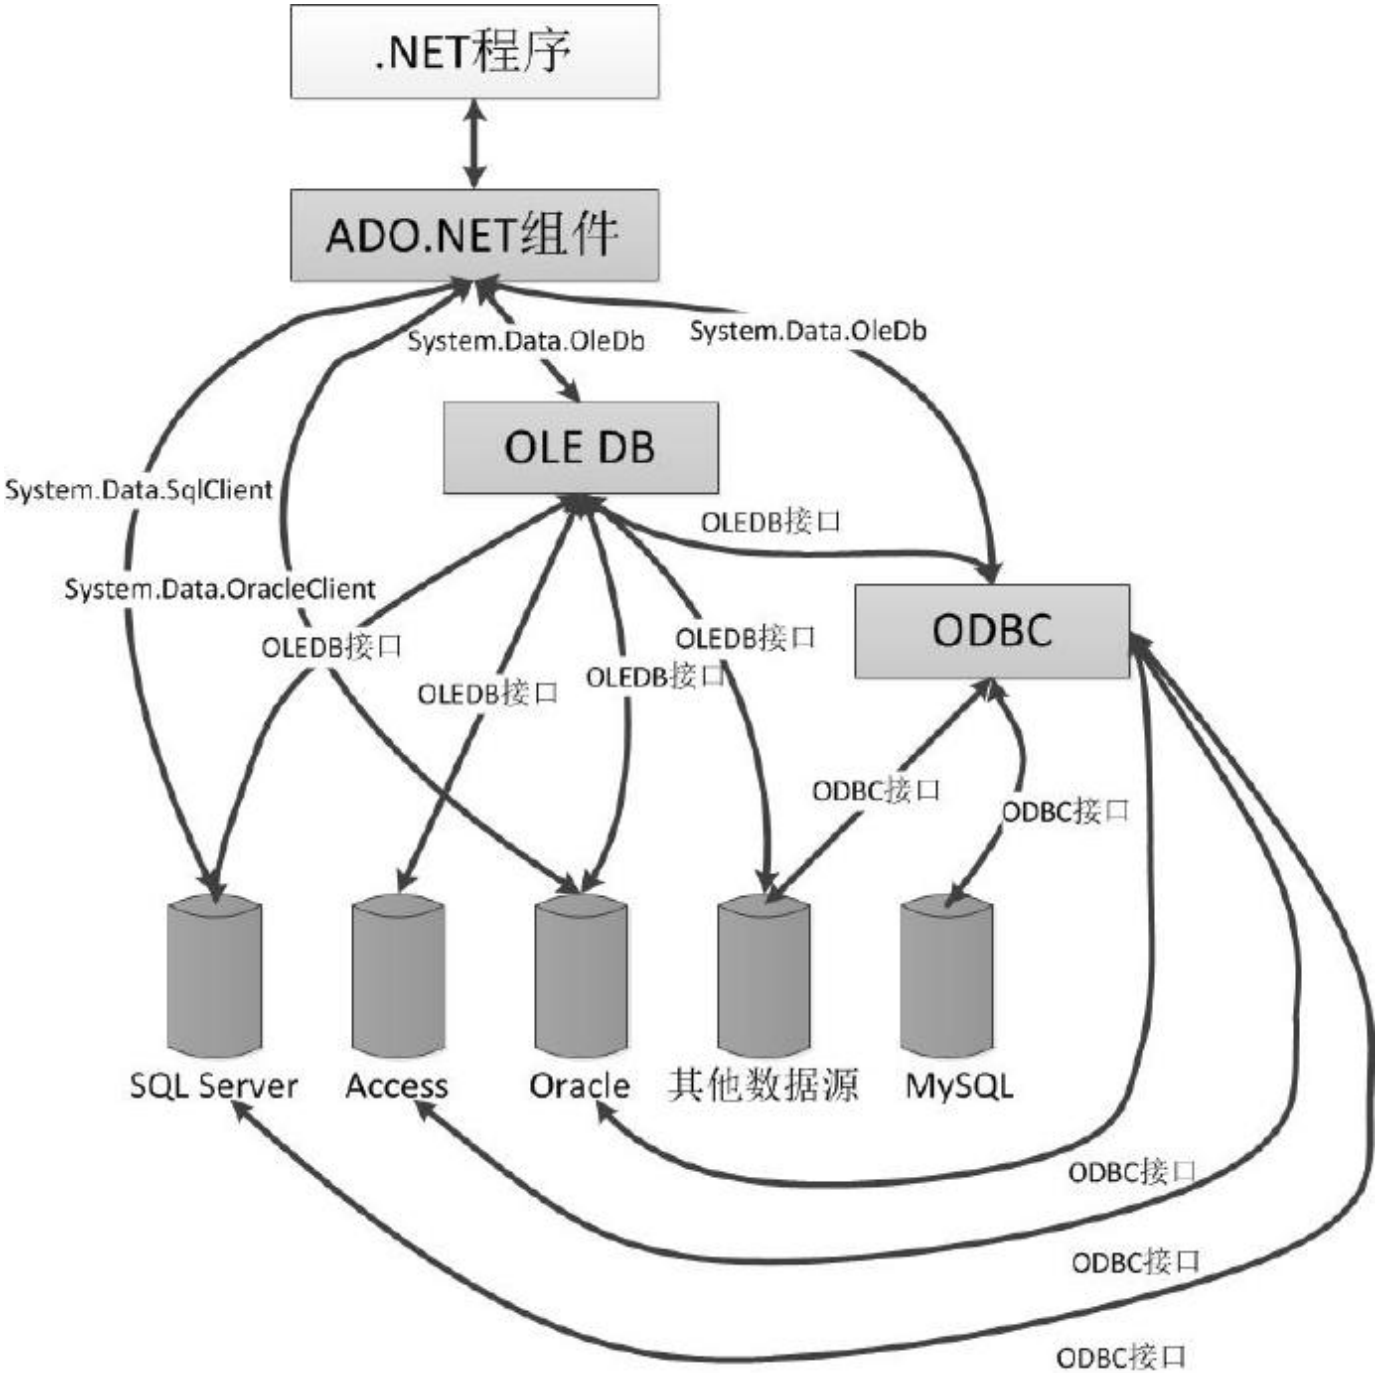 .NET程序
ADO.NET组件
System.Data.OleDb
System.Data.OleDb
OLE DB
System.Data.SqlClient
OLEDB接口
System.Data.OracleClient
ODBC
OLEDB接口
OLEDB接口
OLEDB接口
OLEDB接口
ODBC接口
ODBC接口
SQL Server
Access
Oracle
其他数据源
MySQL
ODBC接口
ODBC接口
ODBC接口